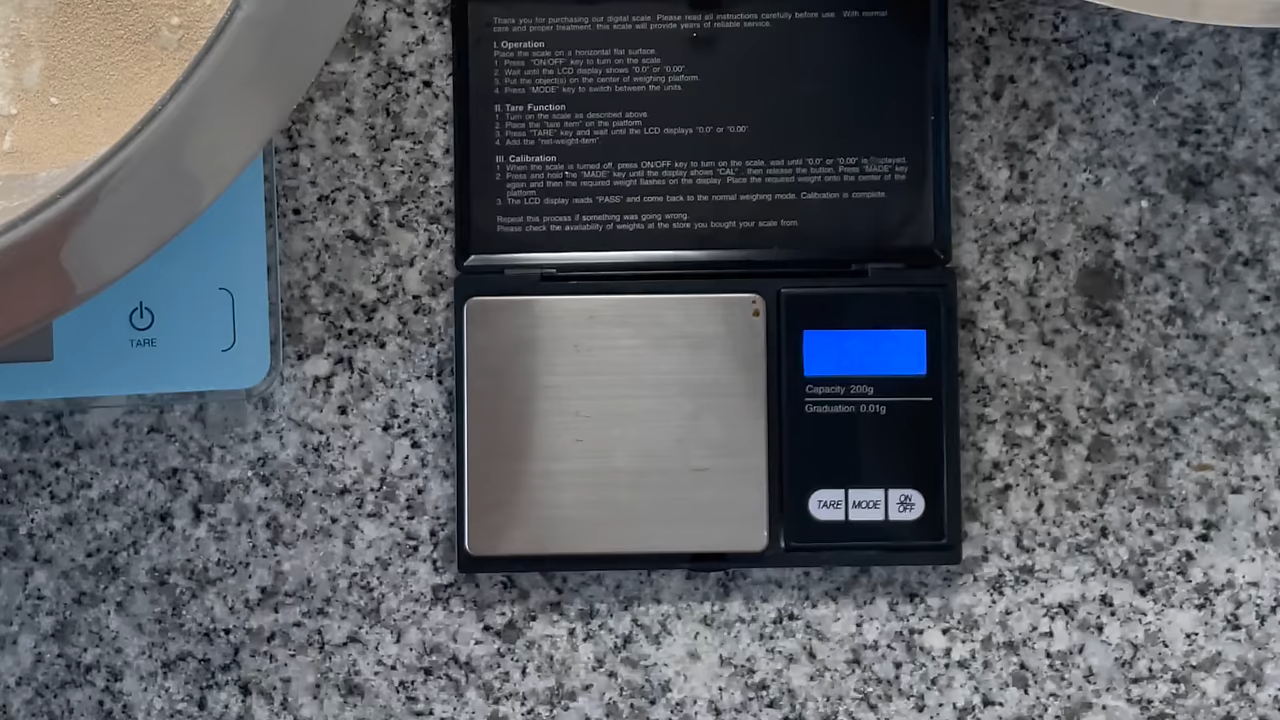 Thank you for purchasing our digital scale. Please read all instructions carefully before use. With normal
care and proper treatment, this scale will provide years of reliable service.
I. Operation
Place the scale on a horizontal flat surface.
1. Press "ON/OFF" key to turn on the scale.
2. Wait until the LCD display shows "0.0" or "0.00".
3. Put the object(s) on the center of weighing platform.
4. Press "MODE" key to switch between the units.
II. Tare Function
1. Turn on the scale as described above.
2. Place the "tare item" on the platform.
3. Press "TARE" key and wait until the LCD displays "0.0" or "0.00".
4. Add the "net-weight-item".
III. Calibration
1. When the scale is turned off, press ON/OFF key to turn on the scale, wait until "0.0" or "0.00" is displayed.
2. Press and hold the "MADE" key until the display shows "CAL", then release the button, Press "MADE" key
again and then the required weight flashes on the display. Place the required weight onto the center of the
platform.
3. The LCD display reads "PASS" and come back to the normal weighing mode. Calibration is complete.
Repeat this process if something was going wrong.
Please check the availability of weights at the store you bought your scale from.
TARE
Capacity: 200g
Graduation: 0.01g
TARE MODE ON/OFF